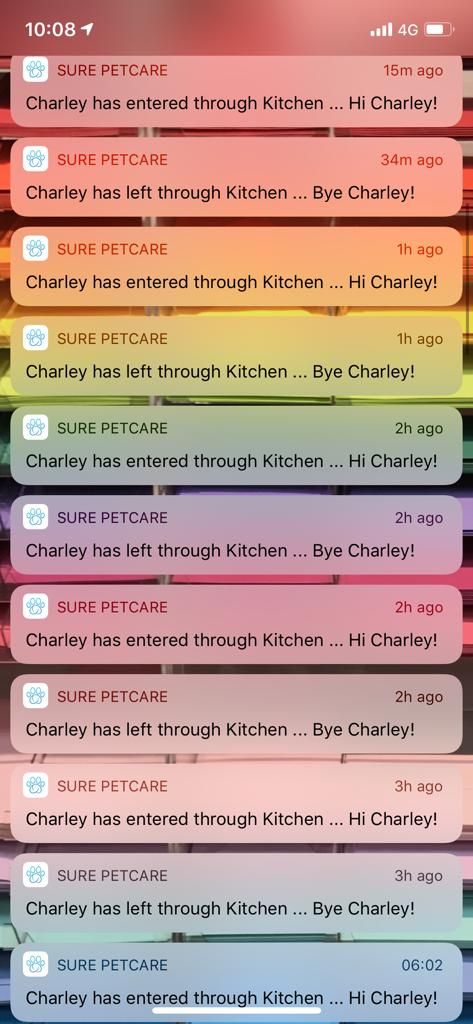 10:08
4G
SURE PETCARE 15m ago
Charley has entered through Kitchen ... Hi Charley!
SURE PETCARE 34m ago
Charley has left through Kitchen ... Bye Charley!
SURE PETCARE 1h ago
Charley has entered through Kitchen ... Hi Charley!
SURE PETCARE 1h ago
Charley has left through Kitchen ... Bye Charley!
SURE PETCARE 2h ago
Charley has entered through Kitchen ... Hi Charley!
SURE PETCARE 2h ago
Charley has left through Kitchen ... Bye Charley!
SURE PETCARE 2h ago
Charley has entered through Kitchen ... Hi Charley!
SURE PETCARE 2h ago
Charley has left through Kitchen ... Bye Charley!
SURE PETCARE 3h ago
Charley has entered through Kitchen ... Hi Charley!
SURE PETCARE 3h ago
Charley has left through Kitchen ... Bye Charley!
SURE PETCARE 06:02
Charley has entered through Kitchen ... Hi Charley!